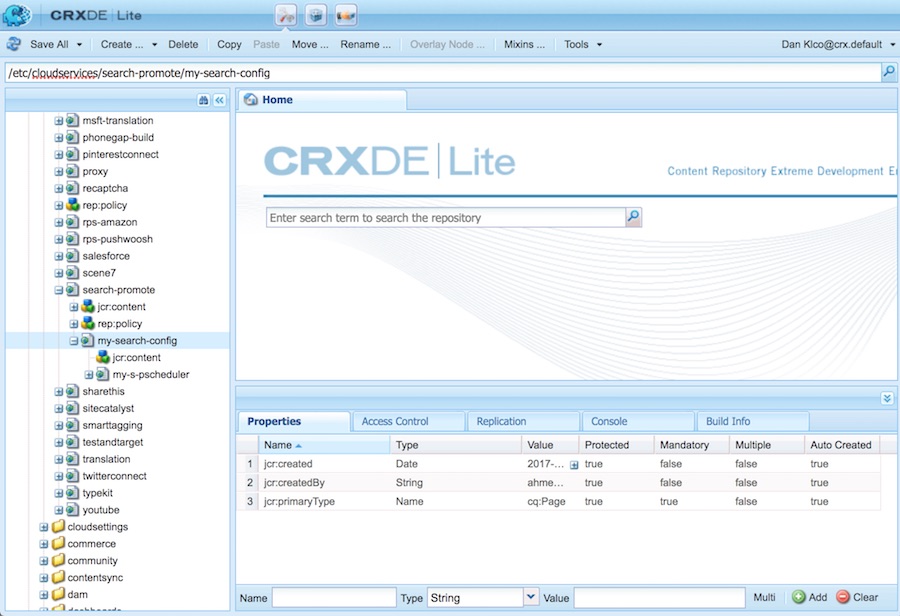 CRXDE | Lite
Save All Create ... Delete Copy Paste Move ... Rename ... Overlay Node ... Mixins ... Tools Dan Klco@crx.default
/etc/cloudservices/search-promote/my-search-config
msft-translation
phonegap-build
pinterestconnect
proxy
recaptcha
rep:policy
rps-amazon
rps-pushwoosh
salesforce
scene7
search-promote
jcr:content
rep:policy
my-search-config
jcr:content
my-s-pscheduler
sharethis
sitecatalyst
smarttagging
testandtarget
translation
twitterconnect
typekit
youtube
cloudsettings
commerce
community
contentsync
dam
Home
CRXDE | Lite
Content Repository Extreme Development
Enter search term to search the repository
Properties Access Control Replication Console Build Info
Name Type Value Protected Mandatory Multiple Auto Created
1 jcr:created Date 2017-... true false false true
2 jcr:createdBy String ahme... true false false true
3 jcr:primaryType Name cq:Page true true false true
Name Type String Value Multi Add Clear